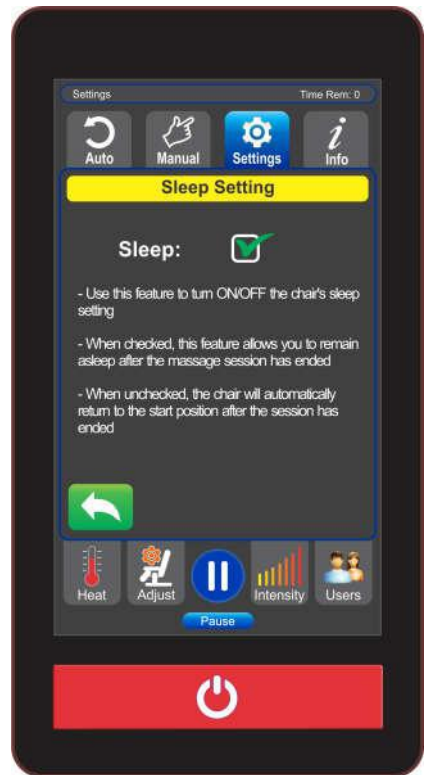 Settings Time Rem: 0
Auto Manual Settings Info
Sleep Setting
Sleep:
- Use this feature to turn ON/OFF the chair's sleep
setting
- When checked, this feature allows you to remain
asleep after the massage session has ended
- When unchecked, the chair will automatically
return to the start position after the session has
ended
Heat Adjust Intensity Users
Pause